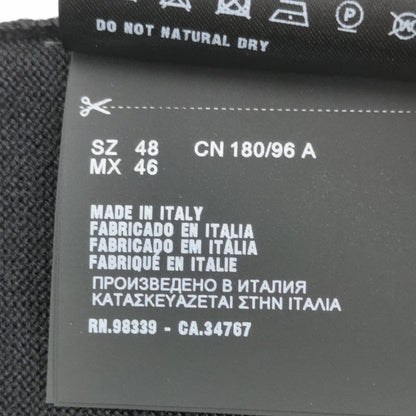 DO NOT NATURAL DRY
SZ 48 CN 180/96 A
MX 46
MADE IN ITALY
FABRICADO EN ITALIA
FABRICADO EM ITÁLIA
FABRIQUÉ EN ITALIE
ПРОИЗВЕДЕНО В ИТАЛИЯ
ΚΑΤΑΣΚΕΥΑΖΕΤΑΙ ΣΤΗΝ ΙΤΑΛΙΑ
RN.98339 - CA.34767